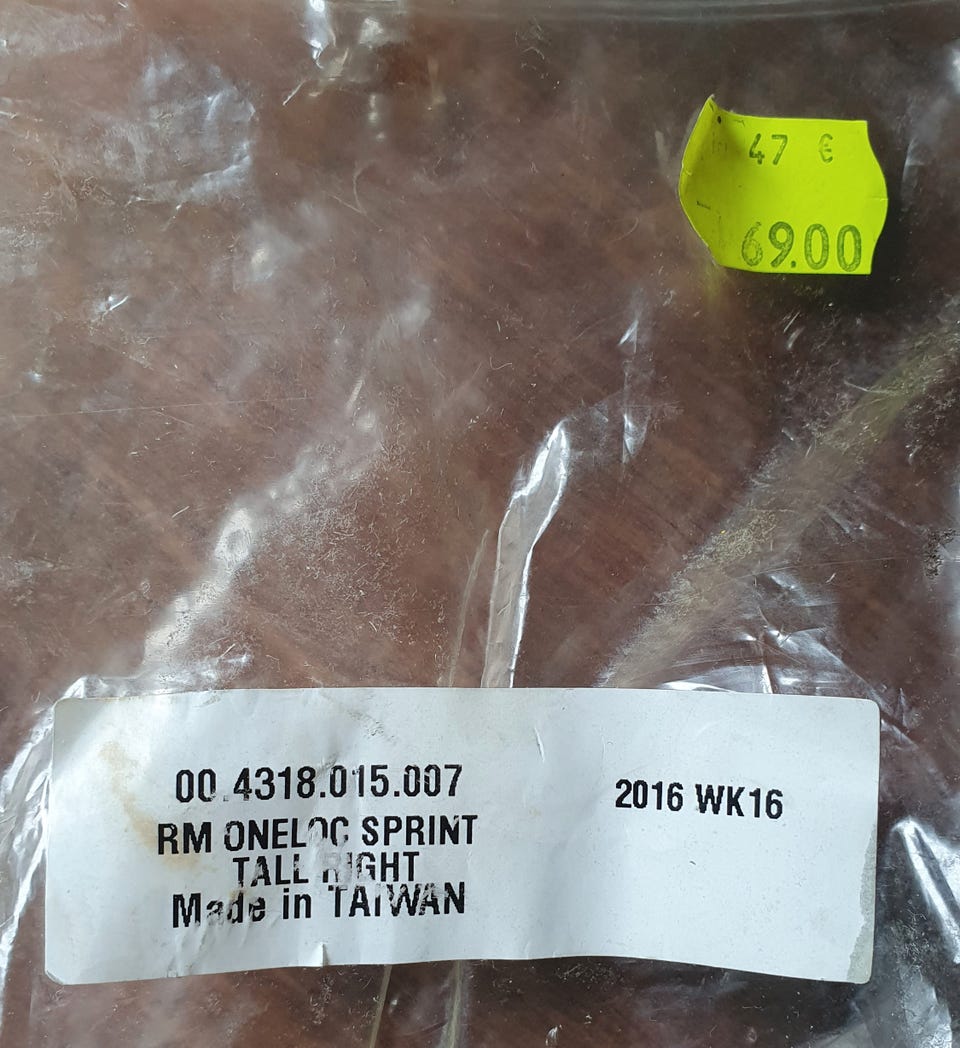 47 €
69.00
00.4318.015.007
2016 WK16
RM ONELOC SPRINT
TALL RIGHT
Made in TAIWAN